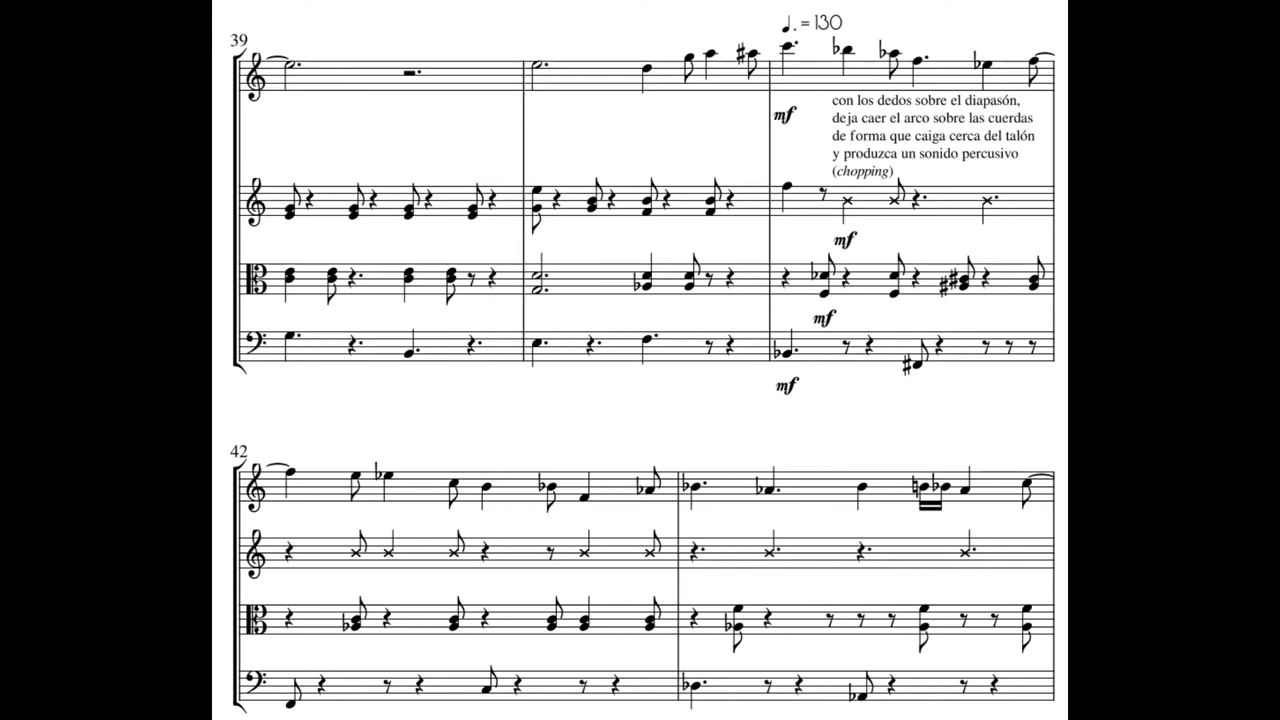 39
♩. = 130
mf
con los dedos sobre el diapasón,
deja caer el arco sobre las cuerdas
de forma que caiga cerca del talón
y produzca un sonido percusivo
(chopping)
mf
mf
mf
42